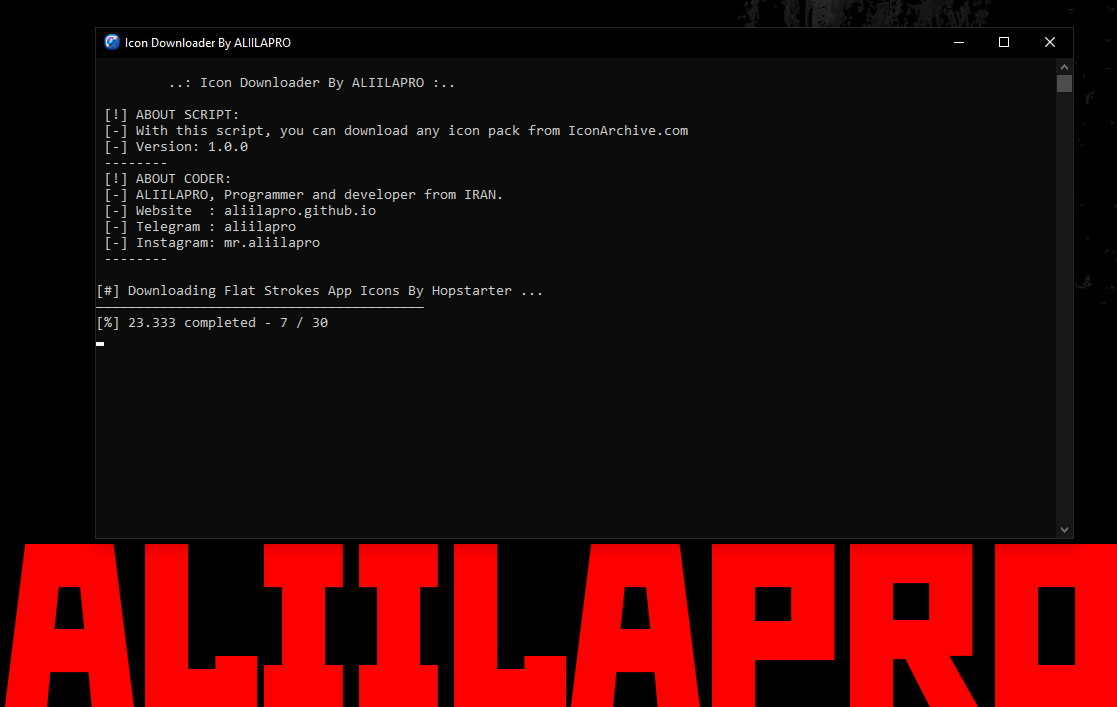 Icon Downloader By ALIILAPRO
..: Icon Downloader By ALIILAPRO :..
[!] ABOUT SCRIPT:
[-] With this script, you can download any icon pack from IconArchive.com
[-] Version: 1.0.0
--------
[!] ABOUT CODER:
[-] ALIILAPRO, Programmer and developer from IRAN.
[-] Website  : aliilapro.github.io
[-] Telegram : aliilapro
[-] Instagram: mr.aliilapro
--------
[#] Downloading Flat Strokes App Icons By Hopstarter ...
[%] 23.333 completed - 7 / 30
ALIILAPRO